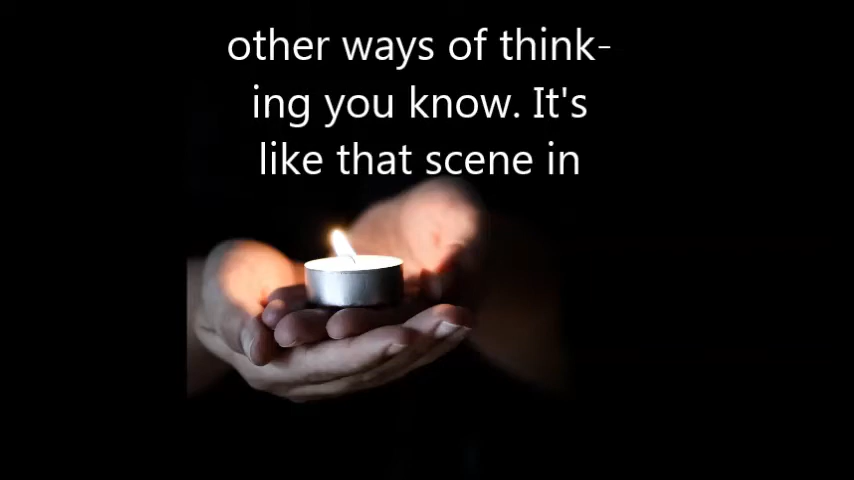 other ways of think-
ing you know. It's
like that scene in